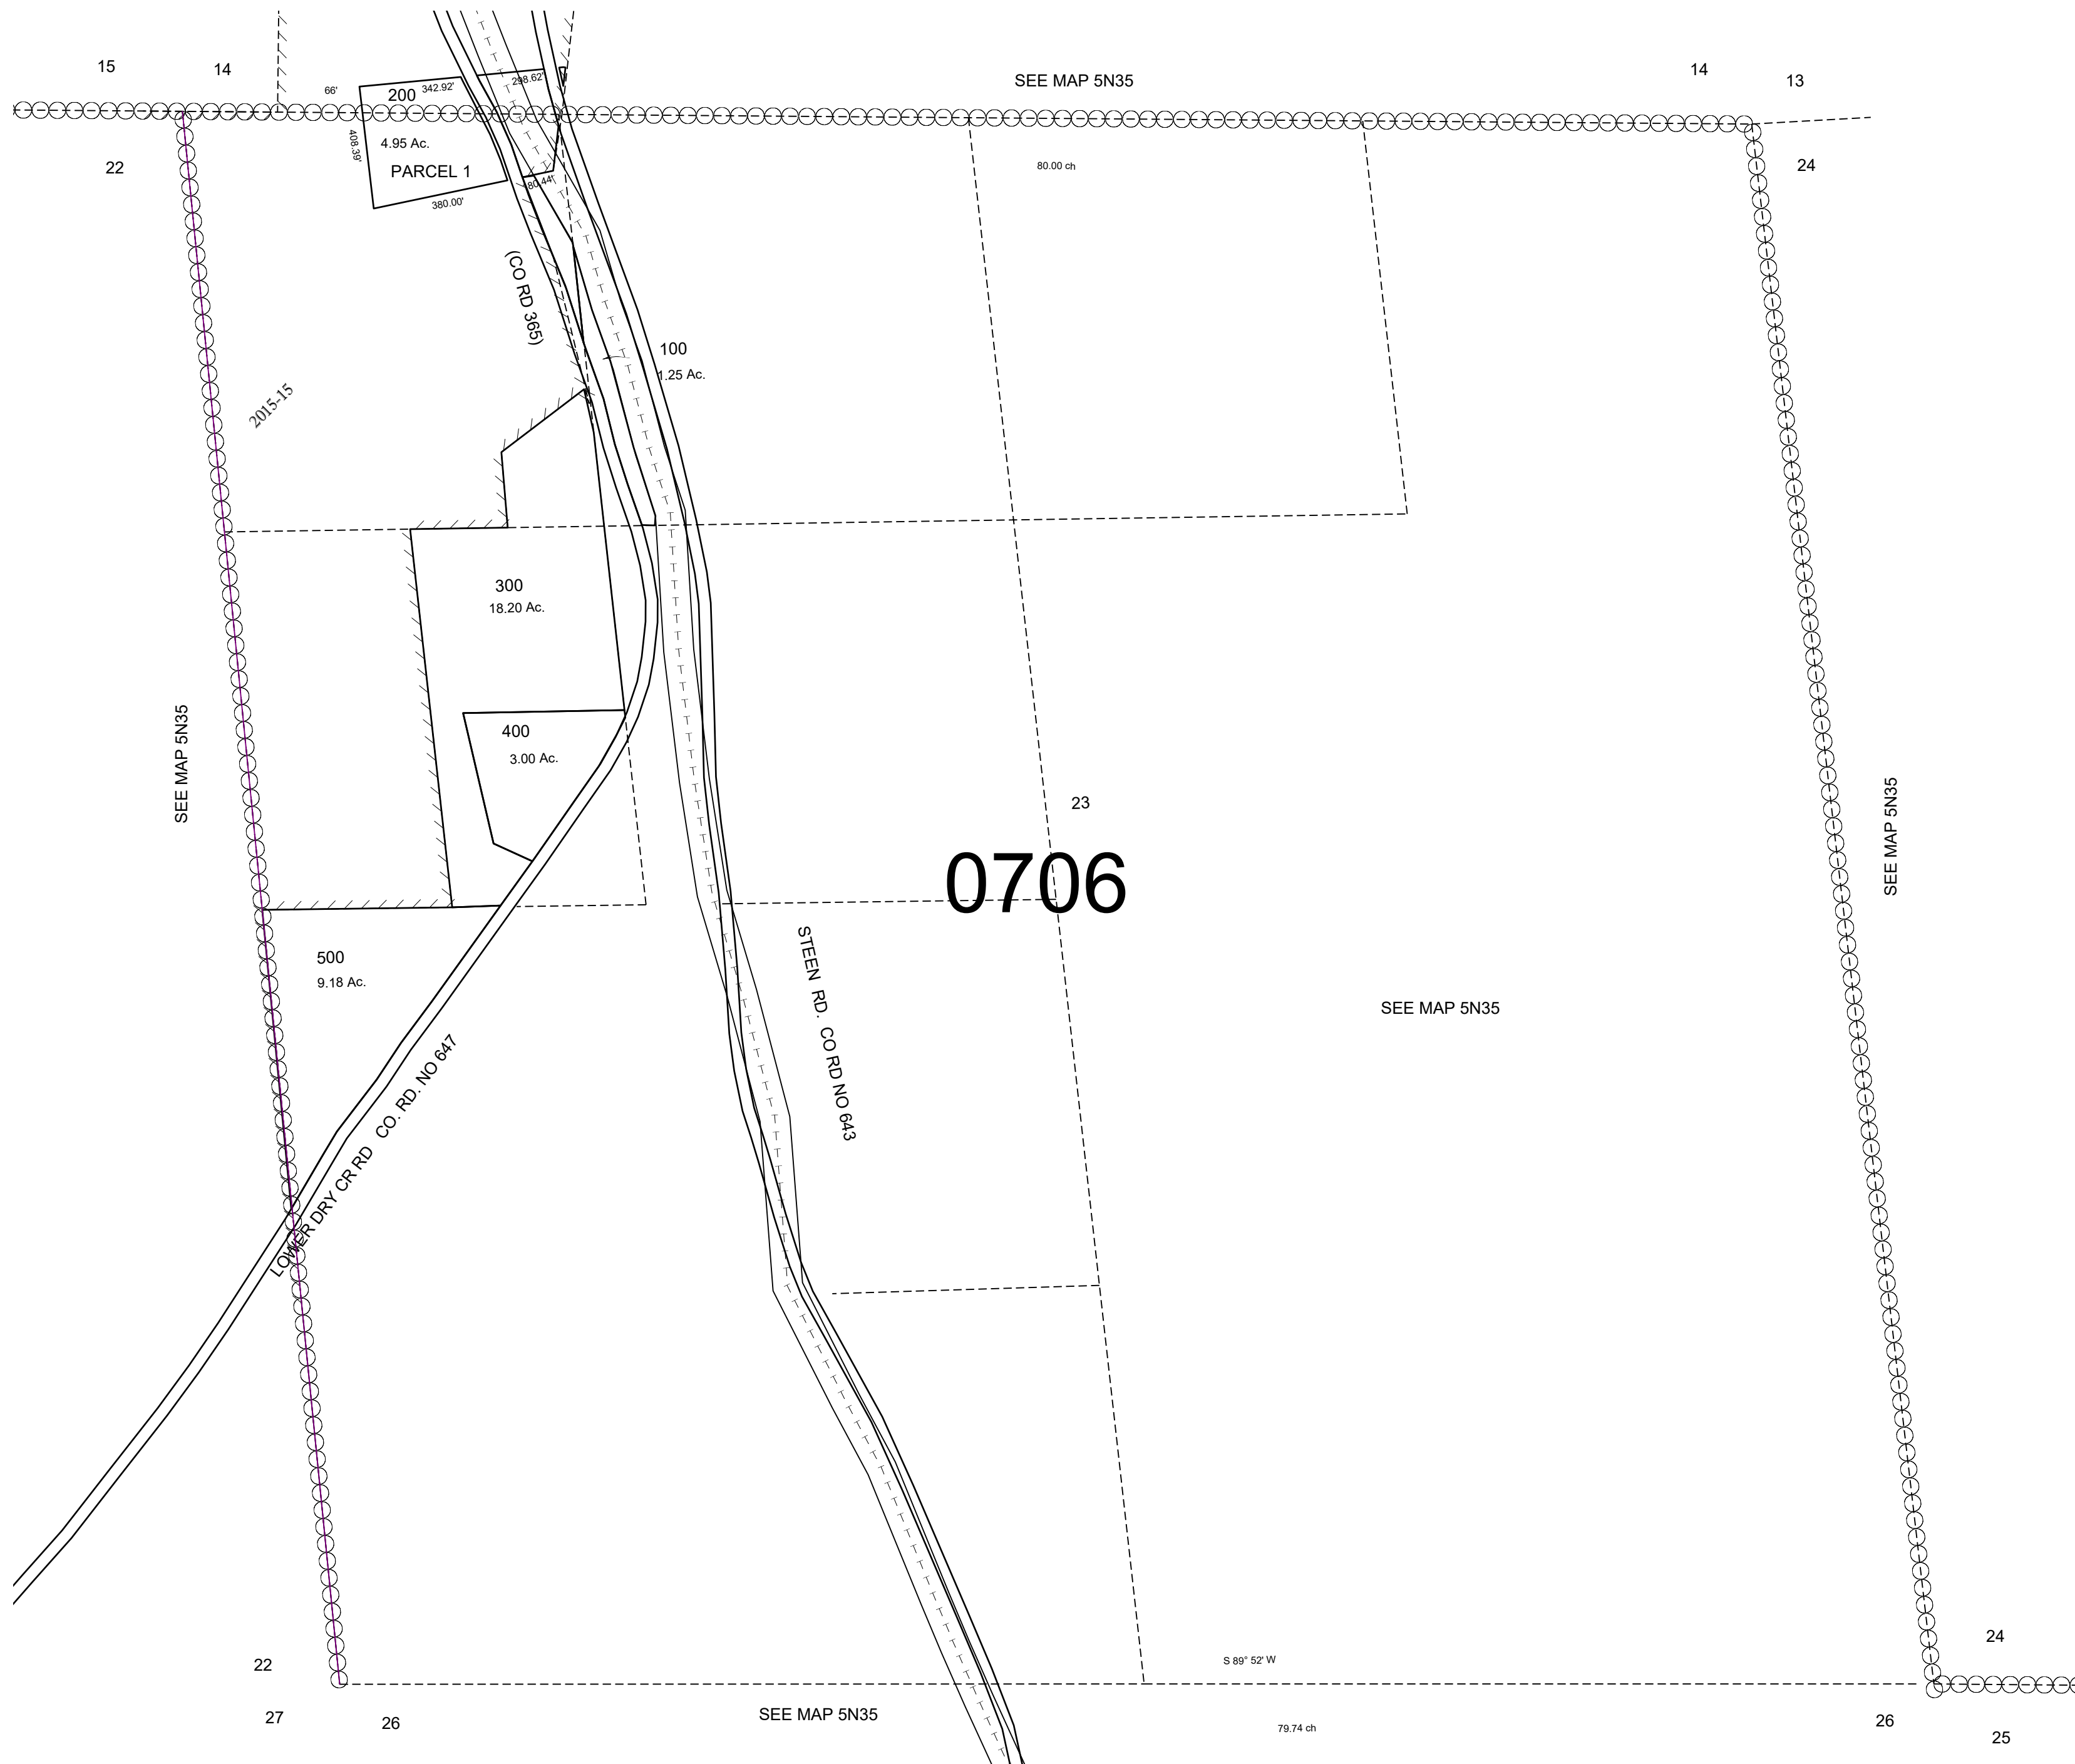 15
14
66'
200
342.92'
298.62'
SEE MAP 5N35
14
13
408.39'
4.95 Ac.
PARCEL 1
22
380.00'
80.44'
80.00 ch
24
(CO RD 365)
100
1.25 Ac.
2015-15
300
18.20 Ac.
400
3.00 Ac.
SEE MAP 5N35
23
0706
SEE MAP 5N35
500
9.18 Ac.
STEEN RD. CO RD NO 643
SEE MAP 5N35
LOWER DRY CR RD CO. RD. NO 647
22
S 89° 52' W
24
27
26
SEE MAP 5N35
79.74 ch
26
25